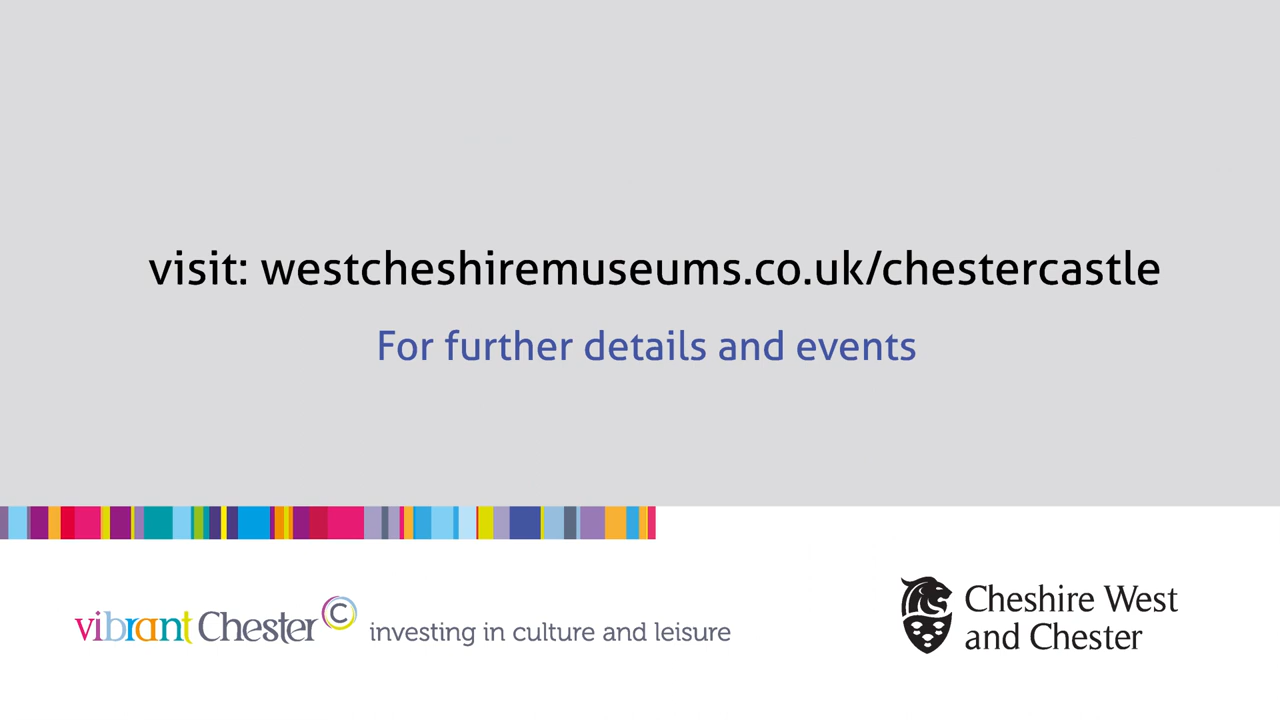 visit: westcheshiremuseums.co.uk/chestercastle
For further details and events
vibrant Chester © investing in culture and leisure
Cheshire West
and Chester